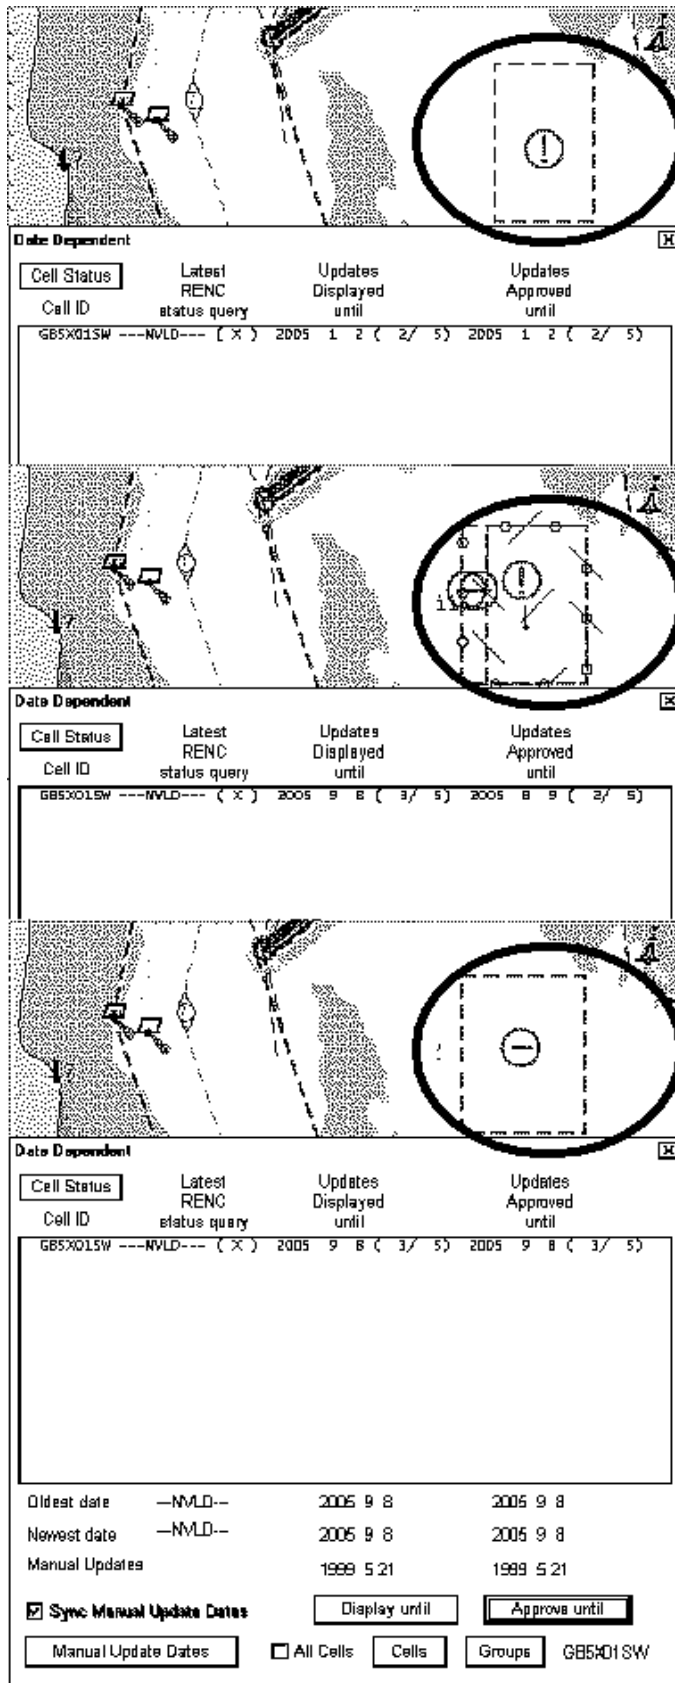 Date Dependent
Cell Status Latest Updates Updates
RENC Displayed Approved
Cell ID status query until until
GB5X01SW ---NVLD--- ( X ) 2005 1 2 ( 2/ 5) 2005 1 2 ( 2/ 5)
Date Dependent
Cell Status Latest Updates Updates
RENC Displayed Approved
Cell ID status query until until
GB5X01SW ---NVLD--- ( X ) 2005 9 8 ( 3/ 5) 2005 8 9 ( 2/ 5)
Date Dependent
Cell Status Latest Updates Updates
RENC Displayed Approved
Cell ID status query until until
GB5X01SW ---NVLD--- ( X ) 2005 9 8 ( 3/ 5) 2005 9 8 ( 3/ 5)
Oldest date ---NVLD--- 2005 9 8 2005 9 8
Newest date ---NVLD--- 2005 9 8 2005 9 8
Manual Updates 1999 5 21 1999 5 21
Sync Manual Update Dates Display until Approve until
Manual Update Dates All Cells Cells Groups GB5X01SW